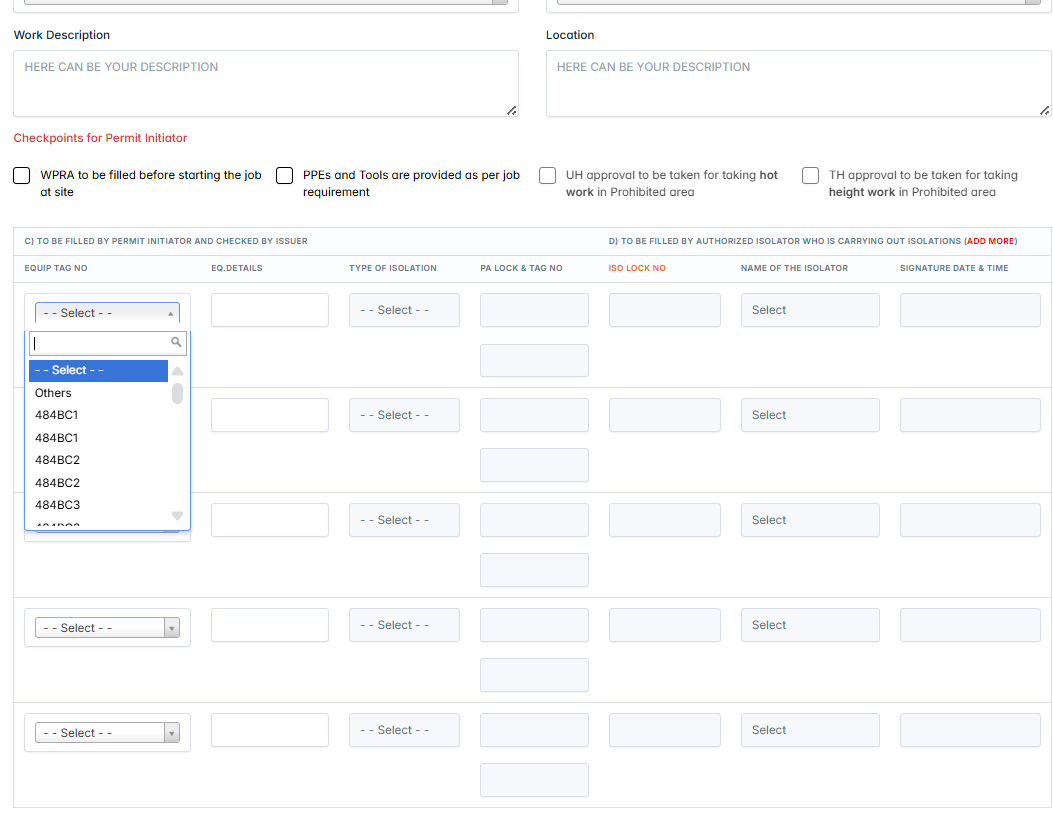 Work Description Location
HERE CAN BE YOUR DESCRIPTION HERE CAN BE YOUR DESCRIPTION
Checkpoints for Permit Initiator
WPRA to be filled before starting the job at site
PPEs and Tools are provided as per job requirement
UH approval to be taken for taking hot work in Prohibited area
TH approval to be taken for taking height work in Prohibited area
C) TO BE FILLED BY PERMIT INITIATOR AND CHECKED BY ISSUER D) TO BE FILLED BY AUTHORIZED ISOLATOR WHO IS CARRYING OUT ISOLATIONS (ADD MORE)
EQUIP TAG NO EQ.DETAILS TYPE OF ISOLATION PA LOCK & TAG NO ISO LOCK NO NAME OF THE ISOLATOR SIGNATURE DATE & TIME
- - Select - - - - Select - - Select
- - Select - -
Others
484BC1
484BC1
484BC2
484BC2
484BC3
- - Select - - Select
- - Select - - Select
- - Select - - - - Select - - Select
- - Select - - - - Select - - Select